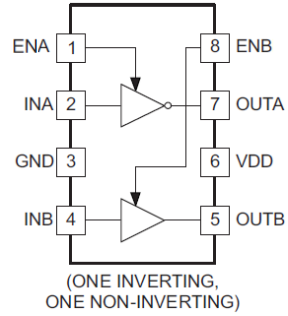 ENA 1 8 ENB
INA 2 7 OUTA
GND 3 6 VDD
INB 4 5 OUTB
(ONE INVERTING,
ONE NON-INVERTING)